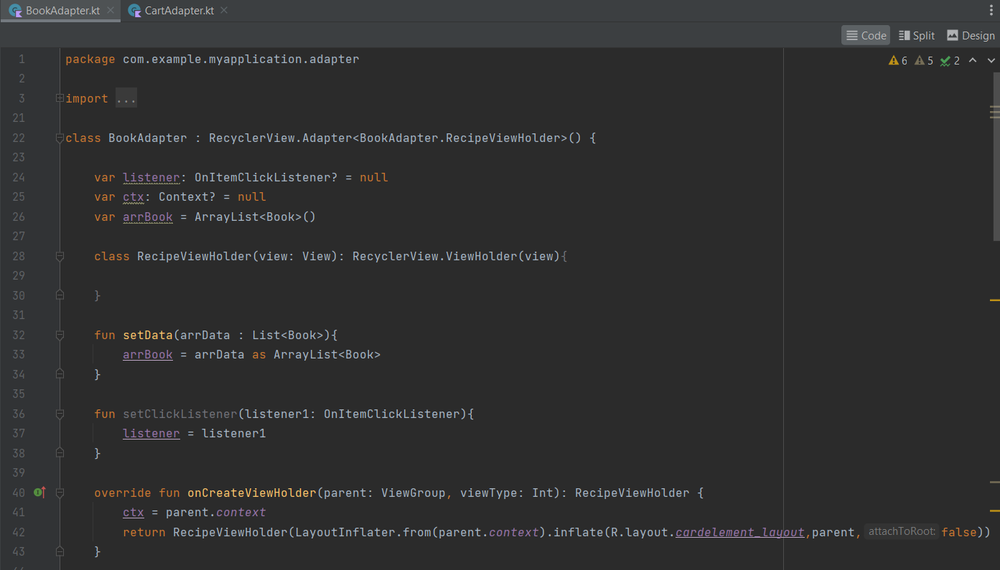 BookAdapter.kt CartAdapter.kt
Code Split Design
1 package com.example.myapplication.adapter 6 5 2
2
3 import ...
21
22 class BookAdapter : RecyclerView.Adapter<BookAdapter.RecipeViewHolder>() {
23
24 var listener: OnItemClickListener? = null
25 var ctx: Context? = null
26 var arrBook = ArrayList<Book>()
27
28 class RecipeViewHolder(view: View): RecyclerView.ViewHolder(view){
29
30 }
31
32 fun setData(arrData : List<Book>){
33 arrBook = arrData as ArrayList<Book>
34 }
35
36 fun setClickListener(listener1: OnItemClickListener){
37 listener = listener1
38 }
39
40 override fun onCreateViewHolder(parent: ViewGroup, viewType: Int): RecipeViewHolder {
41 ctx = parent.context
42 return RecipeViewHolder(LayoutInflater.from(parent.context).inflate(R.layout.cardelement_layout,parent, attachToRoot: false))
43 }